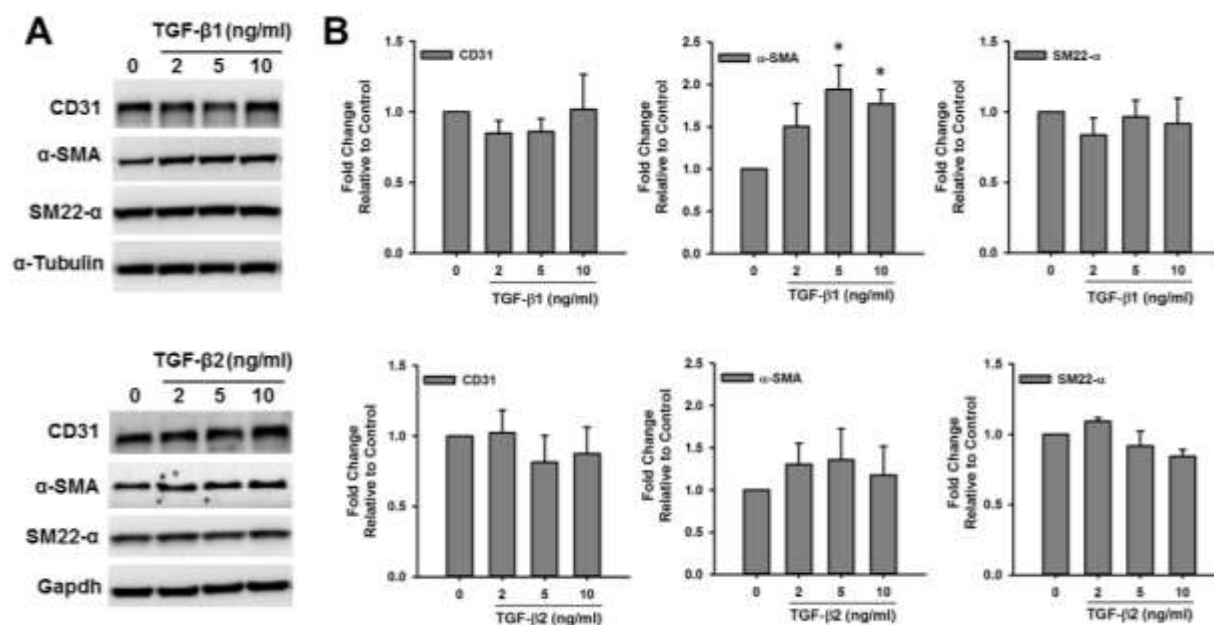 A
TGF-β1(ng/ml)
0 2 5 10
CD31
α-SMA
SM22-α
α-Tubulin
TGF-β2(ng/ml)
0 2 5 10
CD31
α-SMA
SM22-α
Gapdh
B
CD31
Fold Change
Relative to Control
1.5
1.0
0.5
0.0
0 2 5 10
TGF-β1 (ng/ml)
α-SMA
Fold Change
Relative to Control
2.5
2.0
1.5
1.0
0.5
0.0
* *
0 2 5 10
TGF-β1 (ng/ml)
SM22-α
Fold Change
Relative to Control
1.5
1.0
0.5
0.0
0 2 5 10
TGF-β1 (ng/ml)
CD31
Fold Change
Relative to Control
1.5
1.0
0.5
0.0
0 2 5 10
TGF-β2 (ng/ml)
α-SMA
Fold Change
Relative to Control
2.5
2.0
1.5
1.0
0.5
0.0
0 2 5 10
TGF-β2 (ng/ml)
SM22-α
Fold Change
Relative to Control
1.5
1.0
0.5
0.0
0 2 5 10
TGF-β2 (ng/ml)